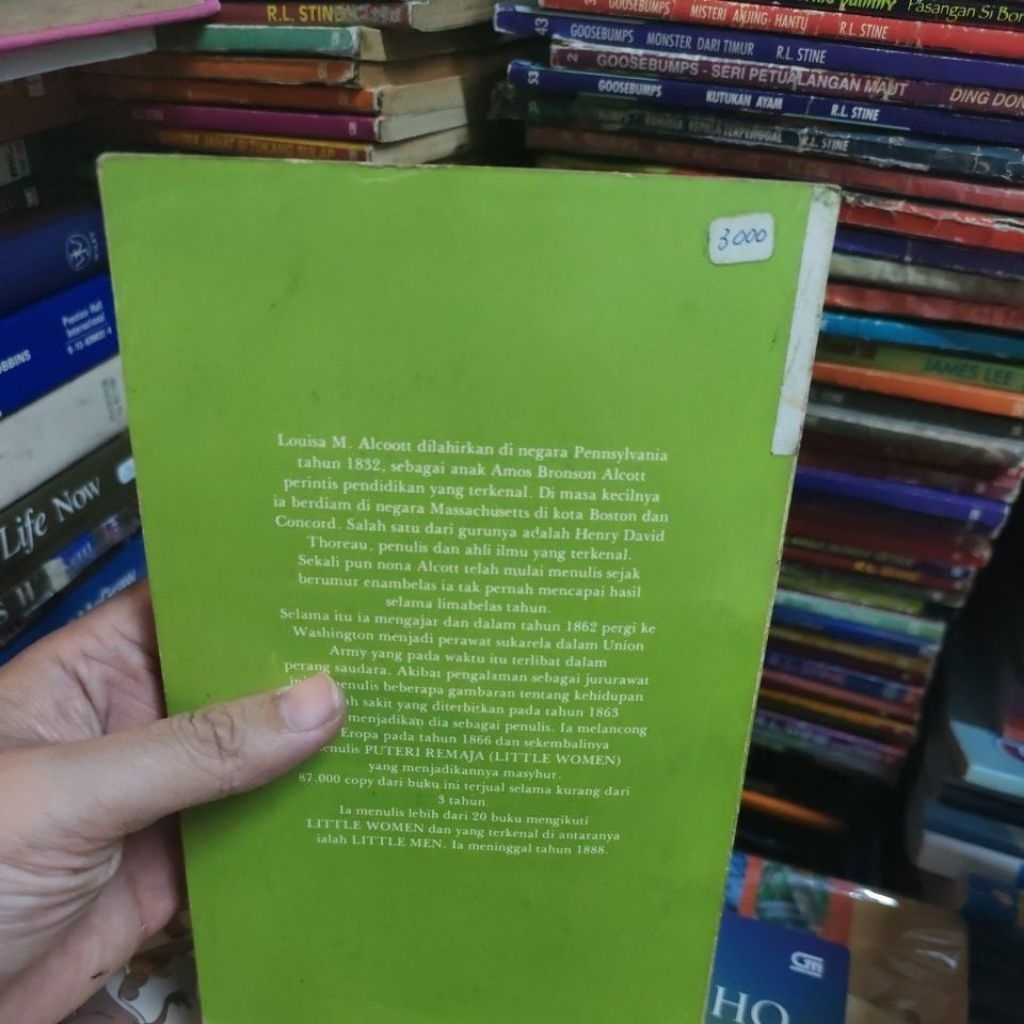 R.L. STINE
GOOSEBUMPS MISTERI ANJING HANTU R.L. STINE
Pasangan Si
43 GOOSEBUMPS MONSTER DARI TIMUR R.L. STINE
2 GOOSEBUMPS - SERI PETUALANGAN MAUT DING DON
53 GOOSEBUMPS KUTUKAN AYAM R.L. STINE
R.L. STINE
3000
WILEY
Prentice Hall
International
BBINS
JAMES LEE
Life Now
Louisa M. Alcoott dilahirkan di negara Pennsylvania
tahun 1832, sebagai anak Amos Bronson Alcott
perintis pendidikan yang terkenal. Di masa kecilnya
ia berdiam di negara Massachusetts di kota Boston dan
Concord. Salah satu dari gurunya adalah Henry David
Thoreau, penulis dan ahli ilmu yang terkenal.
Sekali pun nona Alcott telah mulai menulis sejak
berumur enambelas ia tak pernah mencapai hasil
selama limabelas tahun.
Selama itu ia mengajar dan dalam tahun 1862 pergi ke
Washington menjadi perawat sukarela dalam Union
Army yang pada waktu itu terlibat dalam
perang saudara. Akibat pengalaman sebagai jururawat
menulis beberapa gambaran tentang kehidupan
sakit yang diterbitkan pada tahun 1863
menjadikan dia sebagai penulis. Ia melancong
Eropa pada tahun 1866 dan sekembalinya
menulis PUTERI REMAJA (LITTLE WOMEN)
yang menjadikannya masyhur.
87.000 copy dari buku ini terjual selama kurang dari
3 tahun.
Ia menulis lebih dari 20 buku mengikuti
LITTLE WOMEN dan yang terkenal di antaranya
ialah LITTLE MEN. Ia meninggal tahun 1888.
GM
HO